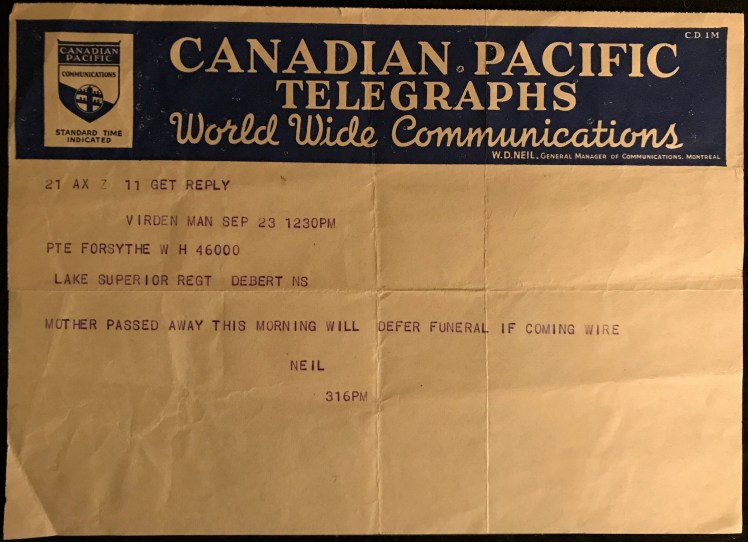 C.D. 1M
CANADIAN
PACIFIC
COMMUNICATIONS
STANDARD TIME
INDICATED
CANADIAN PACIFIC
TELEGRAPHS
World Wide Communications
W.D. NEIL, GENERAL MANAGER OF COMMUNICATIONS, MONTREAL
21 AX 7 11 GET REPLY
VIRDEN MAN SEP 23 1230PM
PTE FORSYTHE W H 46000
LAKE SUPERIOR REGT DEBERT NS
MOTHER PASSED AWAY THIS MORNING WILL DEFER FUNERAL IF COMING WIRE
NEIL
316PM